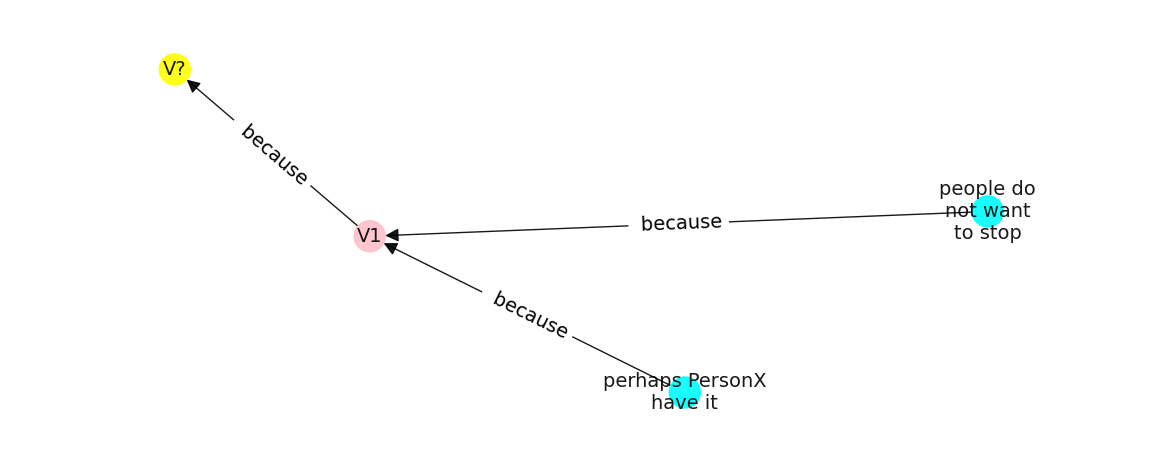 V?
because
people do
not want
to stop
because
V1
because
perhaps PersonX
have it